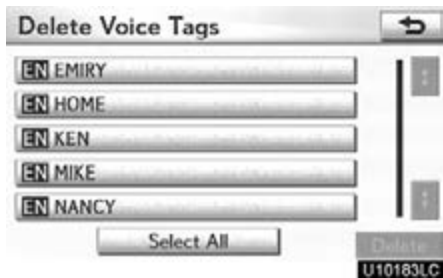 Delete Voice Tags
EN EMIRY
EN HOME
EN KEN
EN MIKE
EN NANCY
Select All
Delete
U10183LC